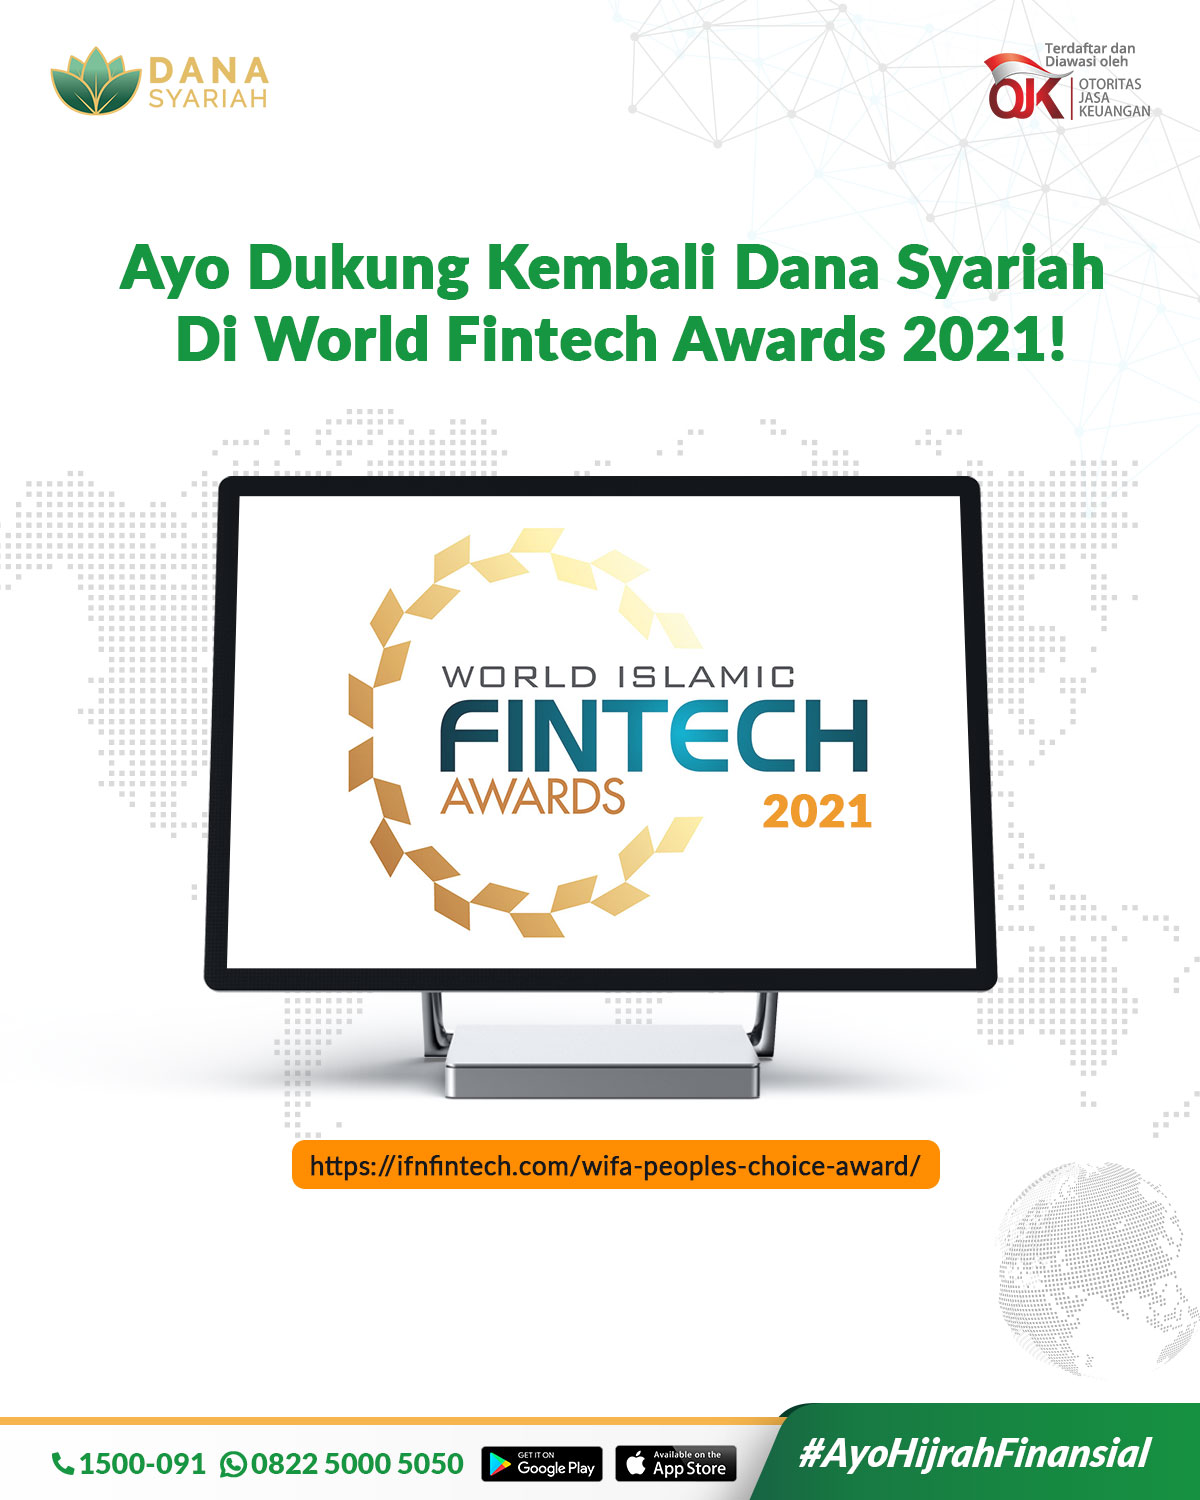 DANA
SYARIAH
Terdaftar dan
Diawasi oleh
OJK
OTORITAS
JASA
KEUANGAN
Ayo Dukung Kembali Dana Syariah
Di World Fintech Awards 2021!
WORLD ISLAMIC
FINTECH
AWARDS
2021
https://ifnfintech.com/wifa-peoples-choice-award/
1500-091
0822 5000 5050
GET IT ON
Google Play
Available on the
App Store
#AyoHijrahFinansial